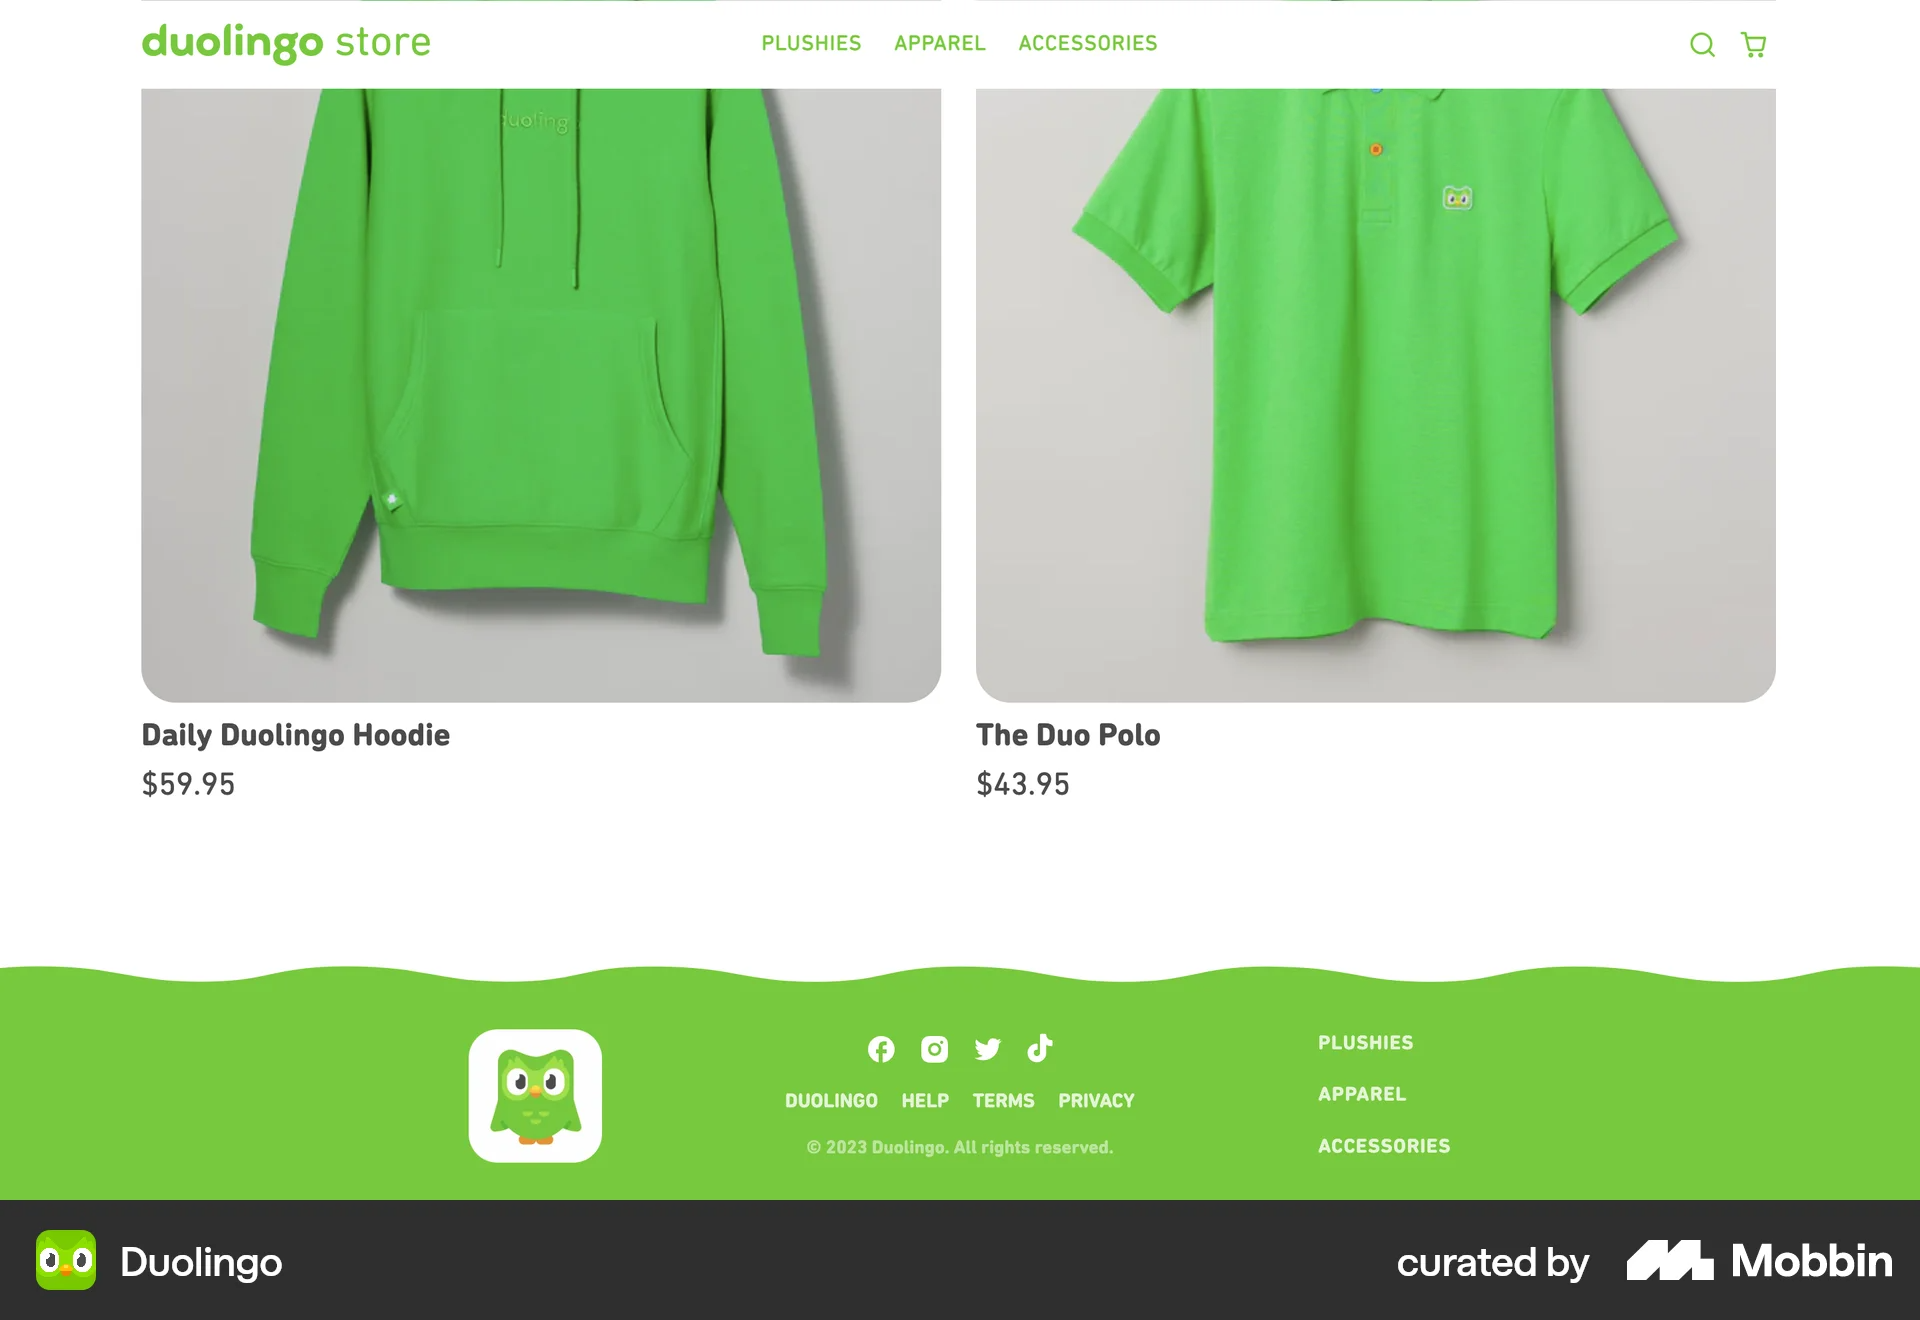 duolingo store
PLUSHIES APPAREL ACCESSORIES
duolingo
Daily Duolingo Hoodie
$59.95
The Duo Polo
$43.95
DUOLINGO HELP TERMS PRIVACY
© 2023 Duolingo. All rights reserved.
PLUSHIES
APPAREL
ACCESSORIES
Duolingo
curated by Mobbin